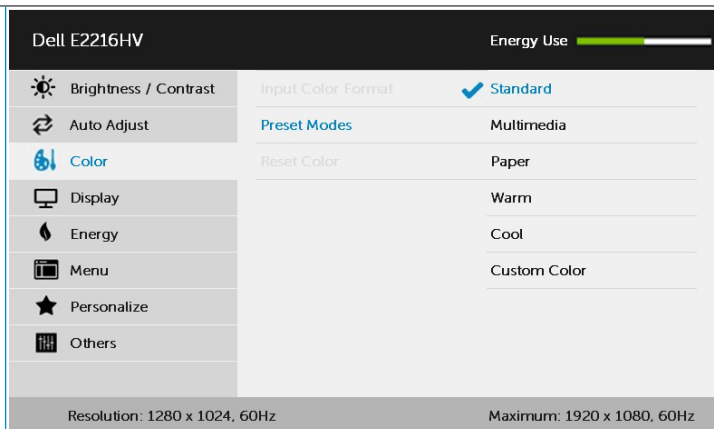 Dell E2216HV
Energy Use
Brightness / Contrast
Input Color Format
Standard
Auto Adjust
Preset Modes
Multimedia
Color
Reset Color
Paper
Display
Warm
Energy
Cool
Menu
Custom Color
Personalize
Others
Resolution: 1280 x 1024, 60Hz
Maximum: 1920 x 1080, 60Hz